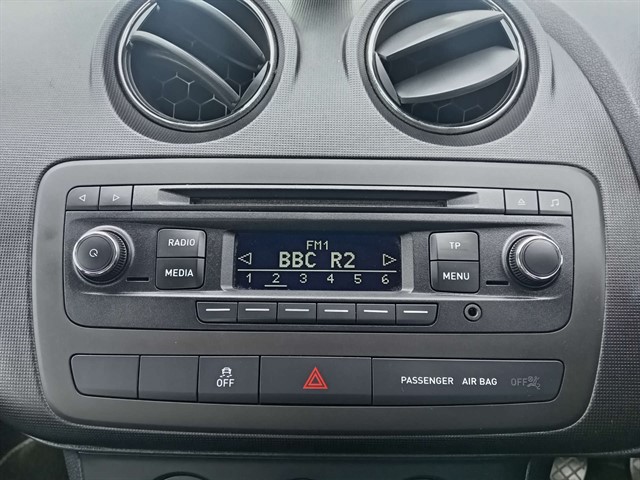 RADIO
MEDIA
FM1
BBC R2
1 2 3 4 5 6
TP
MENU
OFF
PASSENGER AIR BAG OFF